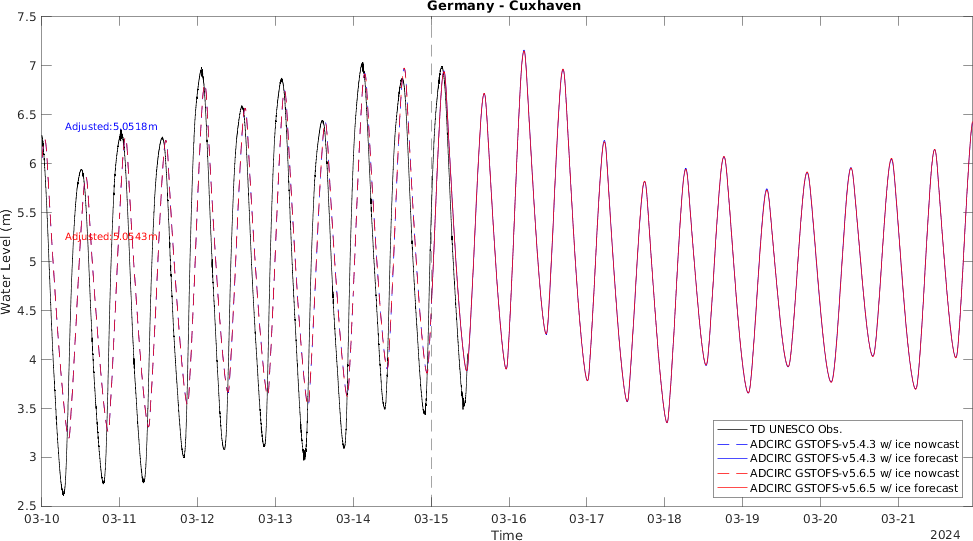 Germany - Cuxhaven
7.5
7
6.5
6
5.5
5
4.5
4
3.5
3
2.5
Water Level (m)
Adjusted:5.0518m
Adjusted:5.0543m
TD UNESCO Obs.
ADCIRC GSTOFS-v5.4.3 w/ ice nowcast
ADCIRC GSTOFS-v5.4.3 w/ ice forecast
ADCIRC GSTOFS-v5.6.5 w/ ice nowcast
ADCIRC GSTOFS-v5.6.5 w/ ice forecast
03-10 03-11 03-12 03-13 03-14 03-15 03-16 03-17 03-18 03-19 03-20 03-21
Time
2024